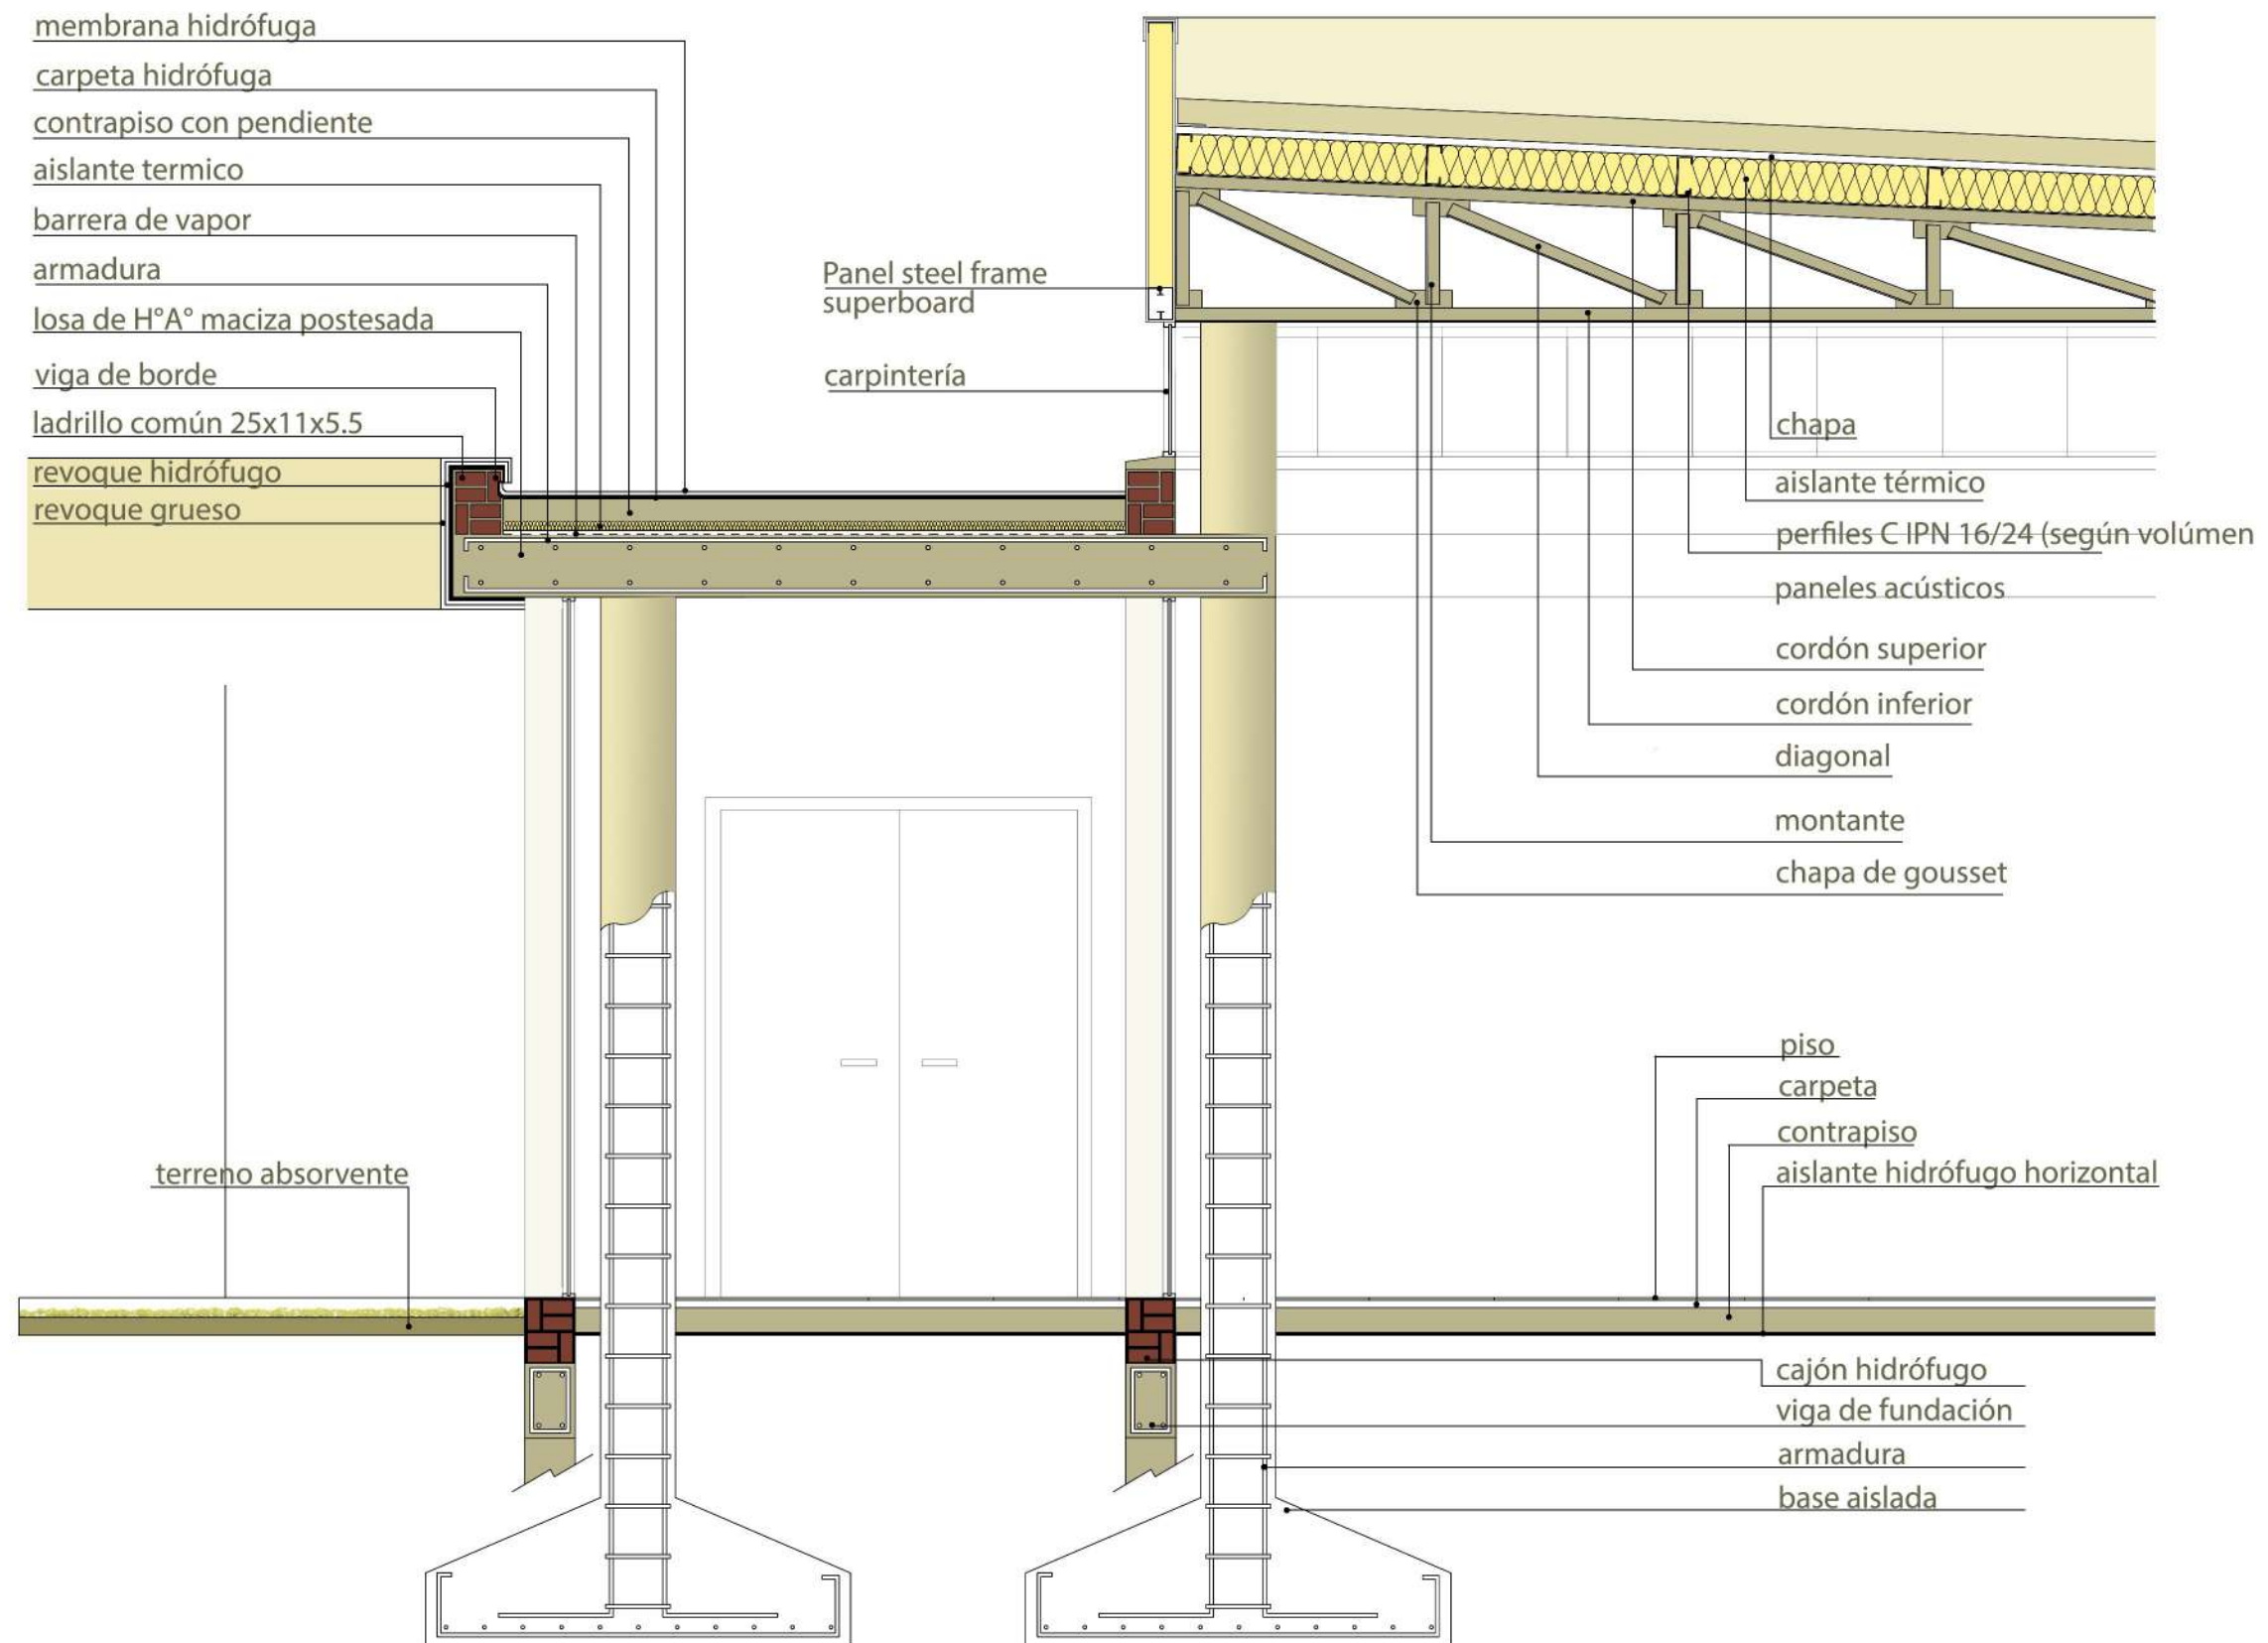 membrana hidrófuga
carpeta hidrófuga
contrapiso con pendiente
aislante termico
barrera de vapor
armadura
losa de H°A° maciza postesada
viga de borde
ladrillo común 25x11x5.5
revoque hidrófugo
revoque grueso
Panel steel frame
superboard
carpintería
chapa
aislante térmico
perfiles C IPN 16/24 (según volúmen
paneles acústicos
cordón superior
cordón inferior
diagonal
montante
chapa de gousset
piso
carpeta
contrapiso
aislante hidrófugo horizontal
terreno absorvente
cajón hidrófugo
viga de fundación
armadura
base aislada